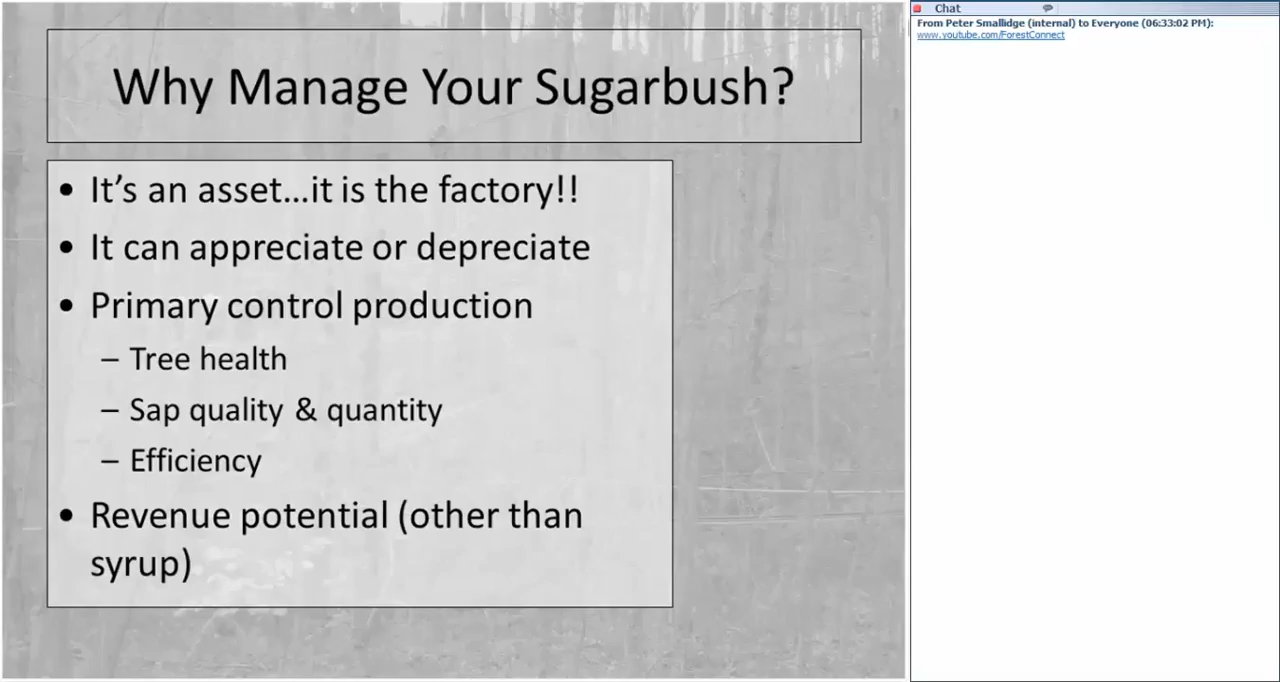 Why Manage Your Sugarbush?
• It’s an asset…it is the factory!!
• It can appreciate or depreciate
• Primary control production
– Tree health
– Sap quality & quantity
– Efficiency
• Revenue potential (other than
syrup)
Chat
From Peter Smallidge (internal) to Everyone (06:33:02 PM):
www.youtube.com/ForestConnect